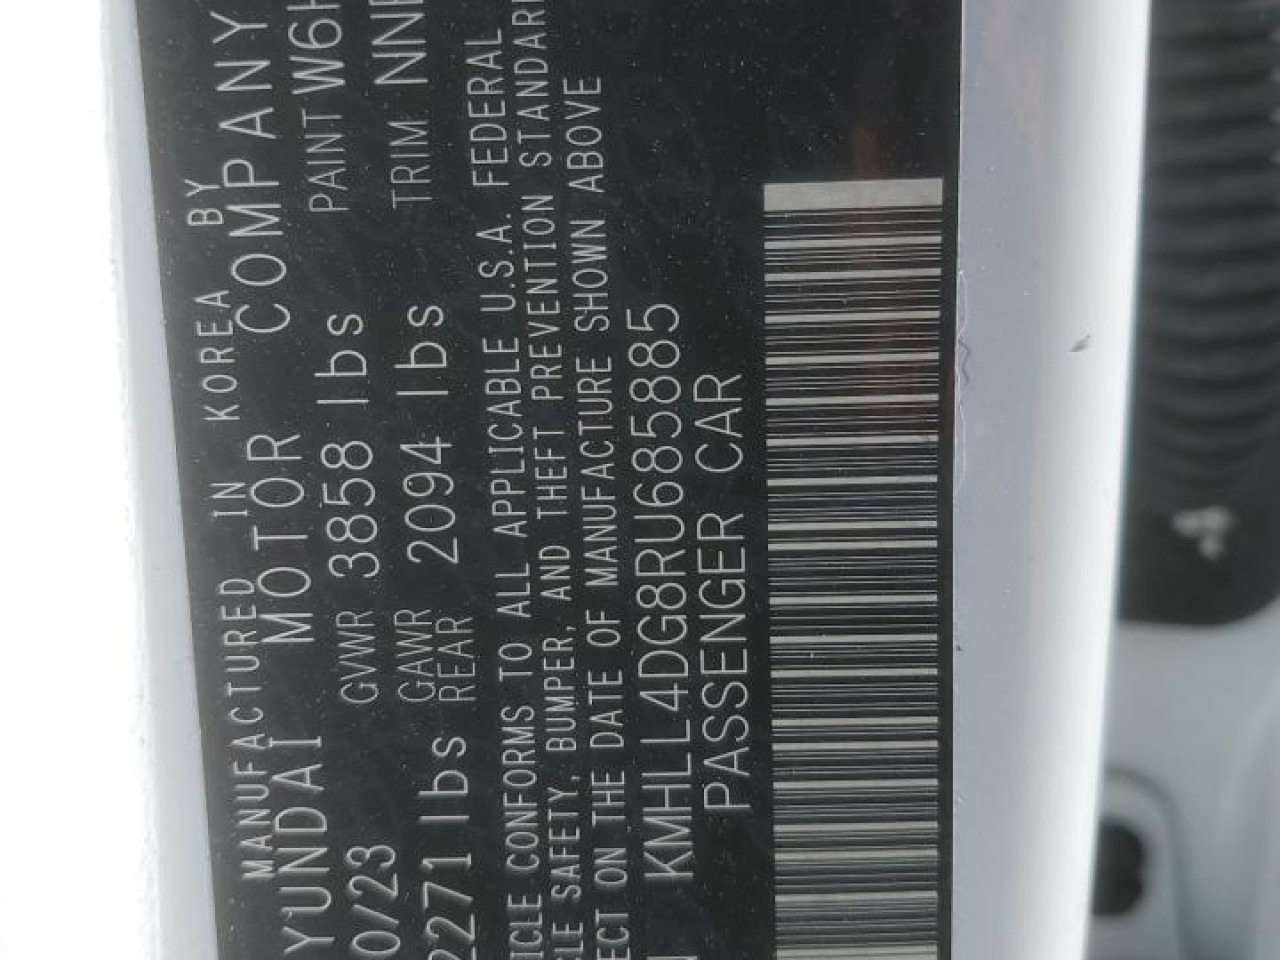 MANUFACTURED IN KOREA BY
YUNDAI MOTOR COMPANY
0/23 GVWR 3858 lbs PAINT W6H
2271 lbs GAWR REAR 2094 lbs TRIM NNB
ICLE CONFORMS TO ALL APPLICABLE U.S.A. FEDERAL
CLE SAFETY, BUMPER, AND THEFT PREVENTION STANDAR
ECT ON THE DATE OF MANUFACTURE SHOWN ABOVE
N KMHLL4DG8RU685885
PASSENGER CAR